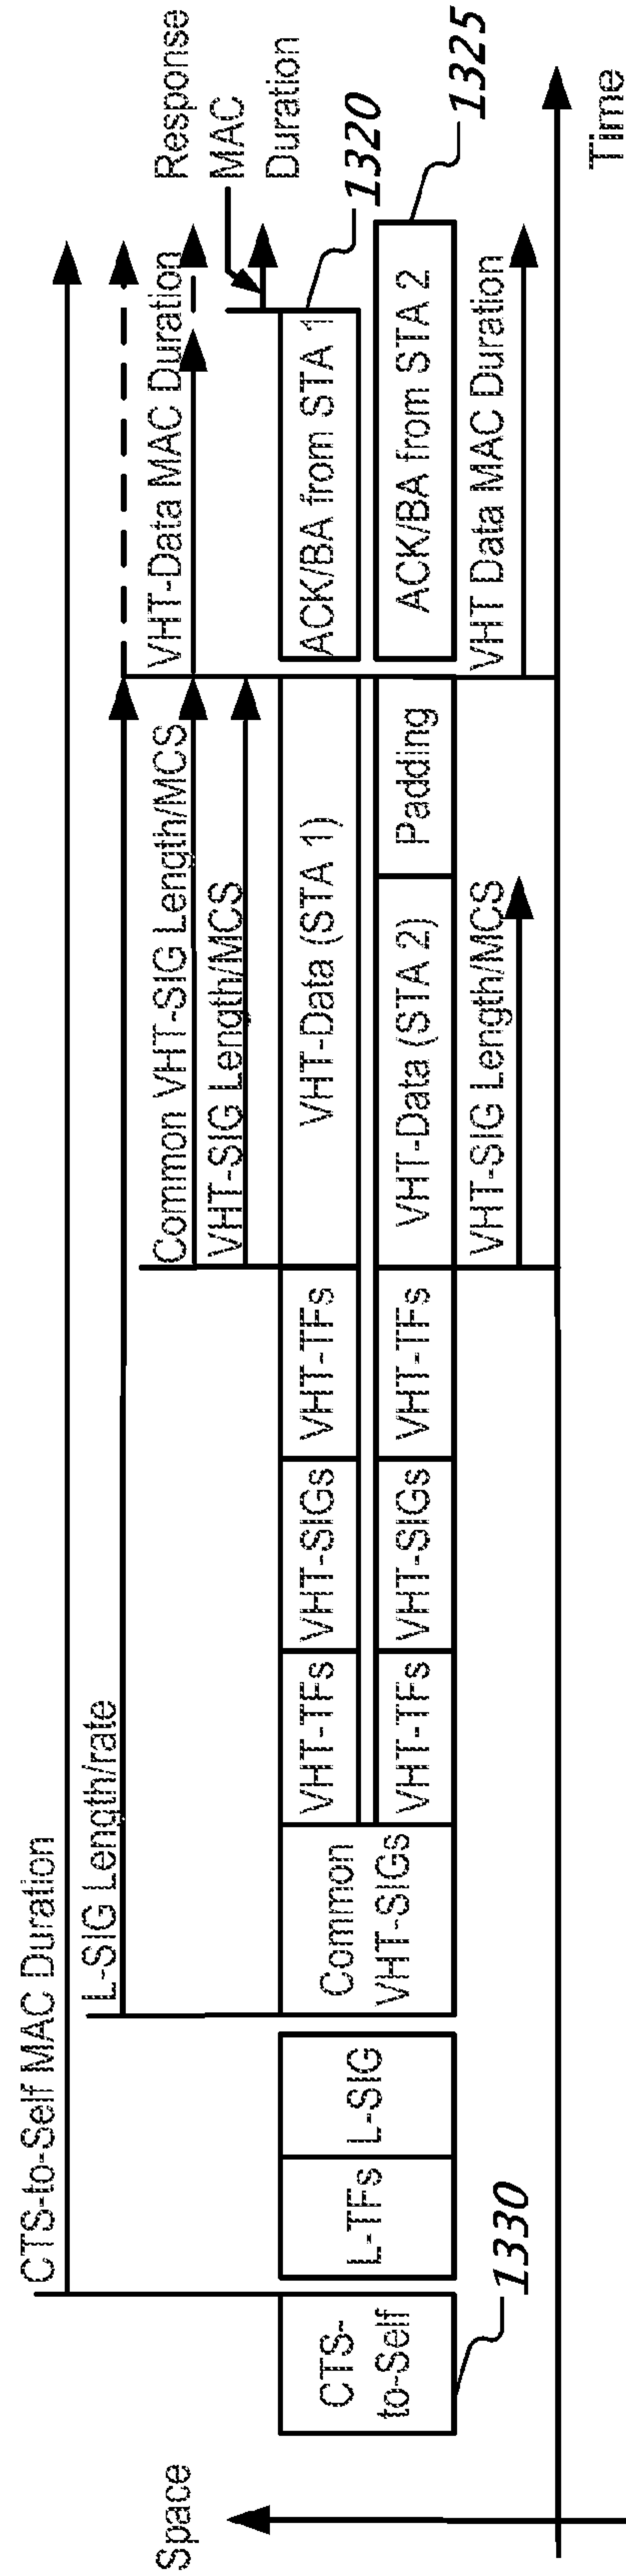 CTS-to-Self MAC Duration
L-SIG Length/rate
Common VHT-SIG Length/MCS
VHT-Data MAC Duration
Response
MAC
Duration
VHT-SIG Length/MCS
Space
CTS-
to-Self
L-TFs
L-SIG
Common
VHT-SIGs
VHT-TFs
VHT-SIGs
VHT-TFs
VHT-Data (STA 1)
ACK/BA from STA 1
1320
VHT-TFs
VHT-SIGs
VHT-TFs
VHT-Data (STA 2)
Padding
ACK/BA from STA 2
1325
1330
VHT-SIG Length/MCS
VHT Data MAC Duration
Time